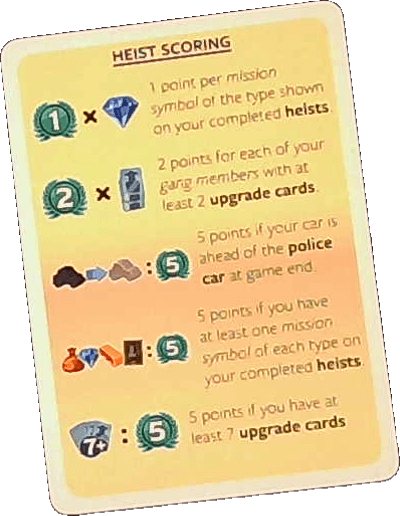 HEIST SCORING
1 point per mission
symbol of the type shown
on your completed heists.
1 ×
2 points for each of your
gang members with at
least 2 upgrade cards.
2 ×
5 points if your car is
ahead of the police
car at game end.
: 5
5 points if you have
at least one mission
symbol of each type on
your completed heists.
: 5
5 points if you have at
least 7 upgrade cards
7+ : 5